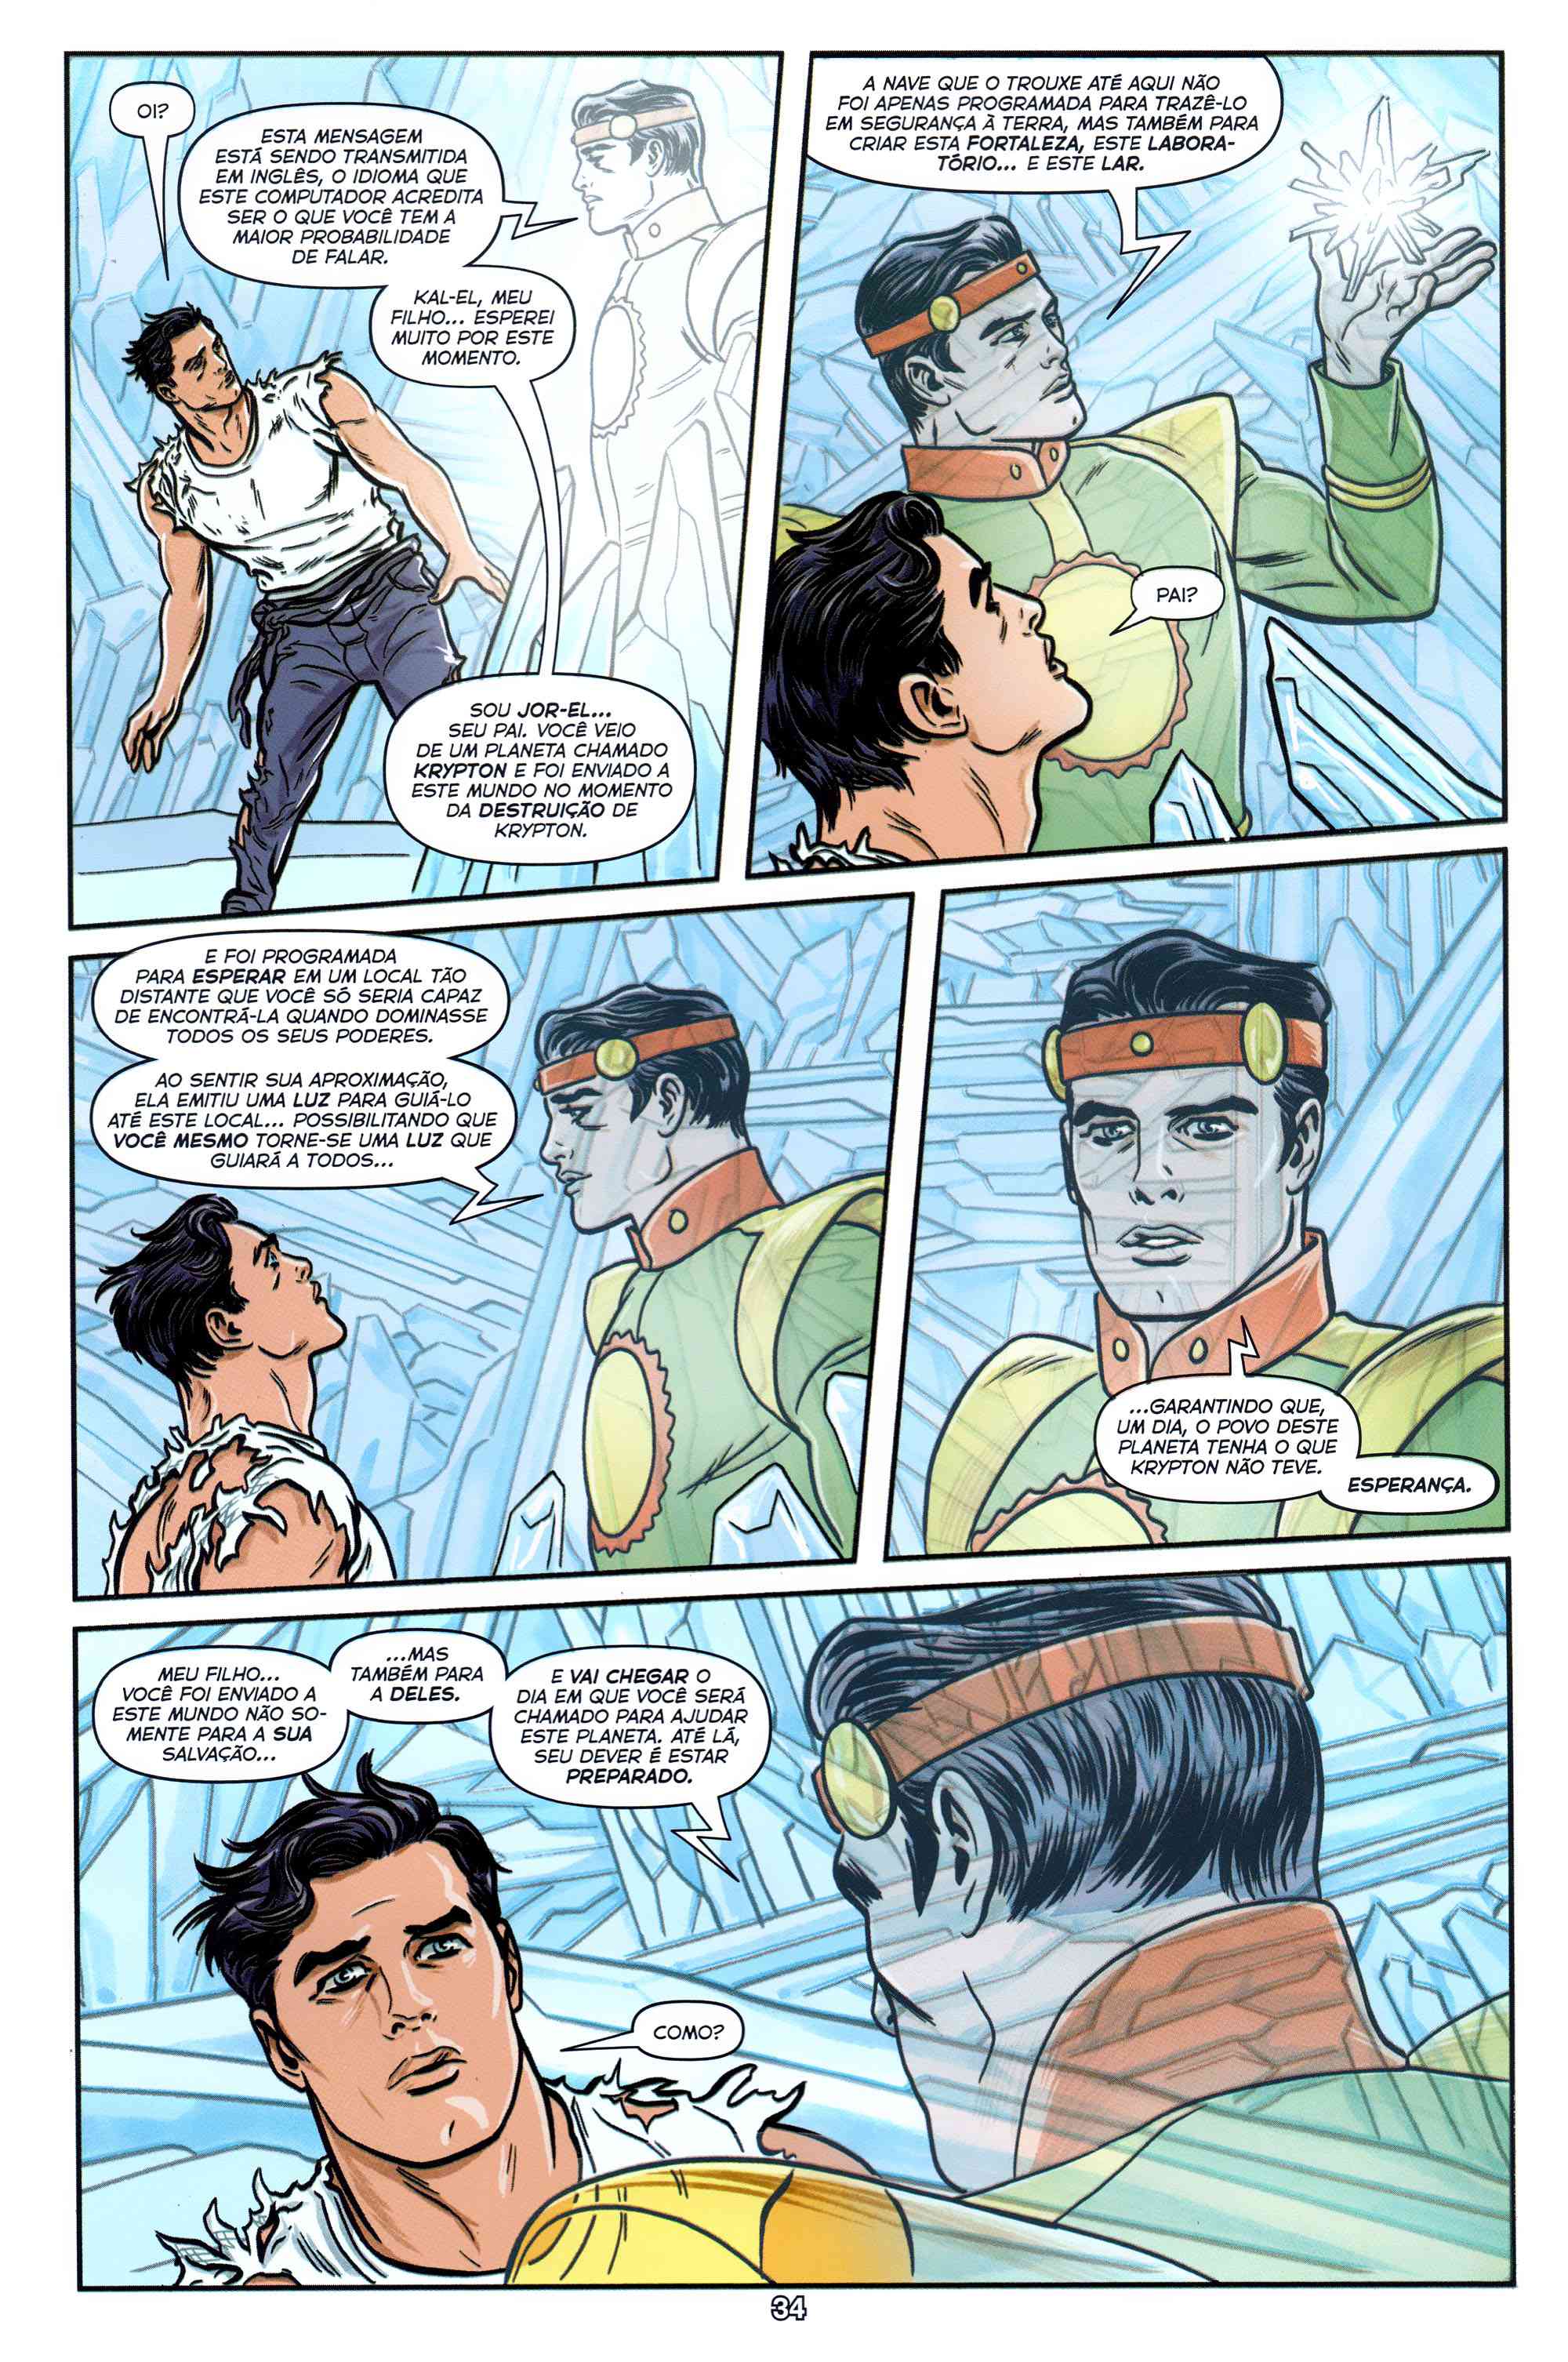 OI?
ESTA MENSAGEM
ESTÁ SENDO TRANSMITIDA
EM INGLÊS, O IDIOMA QUE
ESTE COMPUTADOR ACREDITA
SER O QUE VOCÊ TEM A
MAIOR PROBABILIDADE
DE FALAR.
KAL-EL, MEU
FILHO... ESPEREI
MUITO POR ESTE
MOMENTO.
SOU JOR-EL...
SEU PAI. VOCÊ VEIO
DE UM PLANETA CHAMADO
KRYPTON E FOI ENVIADO A
ESTE MUNDO NO MOMENTO
DA DESTRUIÇÃO DE
KRYPTON.
A NAVE QUE O TROUXE ATÉ AQUI NÃO
FOI APENAS PROGRAMADA PARA TRAZÊ-LO
EM SEGURANÇA À TERRA, MAS TAMBÉM PARA
CRIAR ESTA FORTALEZA, ESTE LABORA-
TÓRIO... E ESTE LAR.
PAI?
E FOI PROGRAMADA
PARA ESPERAR EM UM LOCAL TÃO
DISTANTE QUE VOCÊ SÓ SERIA CAPAZ
DE ENCONTRÁ-LA QUANDO DOMINASSE
TODOS OS SEUS PODERES.
AO SENTIR SUA APROXIMAÇÃO,
ELA EMITIU UMA LUZ PARA GUIÁ-LO
ATÉ ESTE LOCAL... POSSIBILITANDO QUE
VOCÊ MESMO TORNE-SE UMA LUZ QUE
GUIARÁ A TODOS...
...GARANTINDO QUE,
UM DIA, O POVO DESTE
PLANETA TENHA O QUE
KRYPTON NÃO TEVE.
ESPERANÇA.
MEU FILHO...
VOCÊ FOI ENVIADO A
ESTE MUNDO NÃO SO-
MENTE PARA A SUA
SALVAÇÃO...
...MAS
TAMBÉM PARA
A DELES.
E VAI CHEGAR O
DIA EM QUE VOCÊ SERÁ
CHAMADO PARA AJUDAR
ESTE PLANETA. ATÉ LÁ,
SEU DEVER É ESTAR
PREPARADO.
COMO?
34